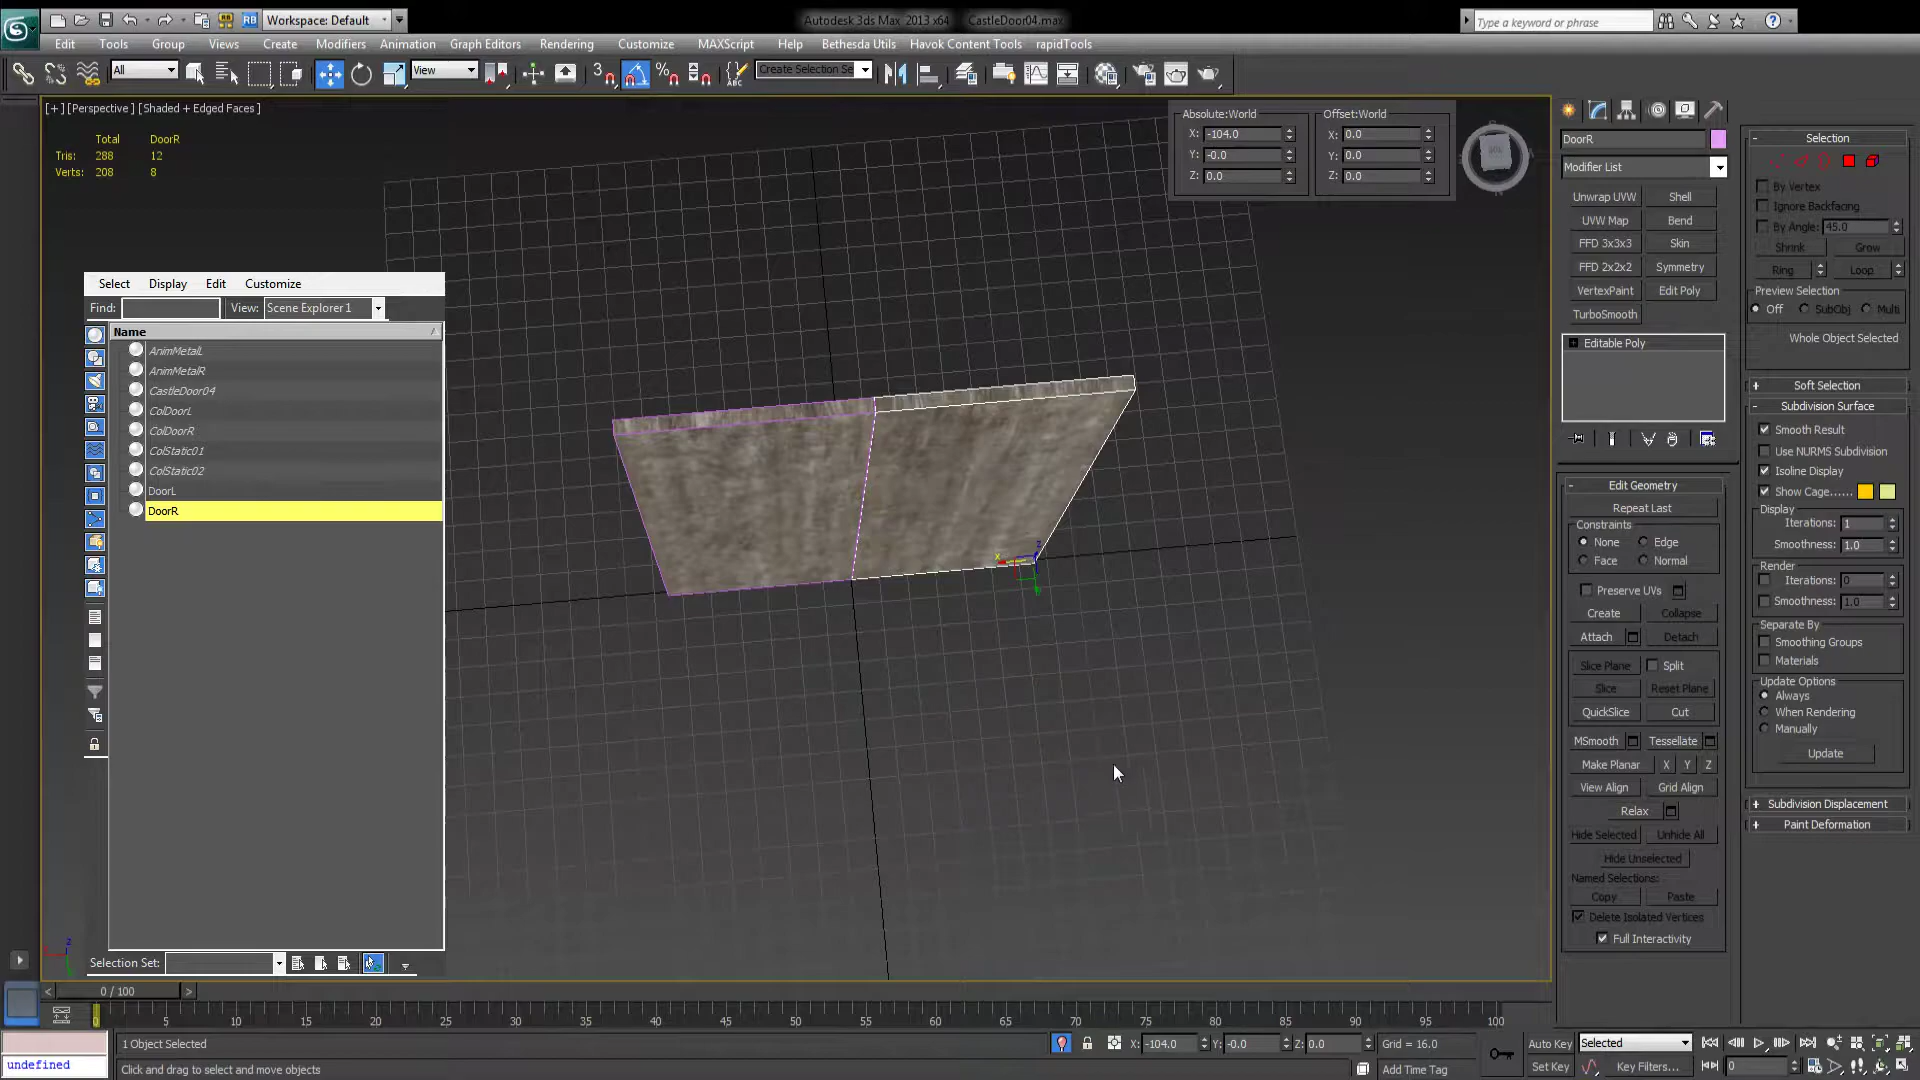 Workspace: Default
Autodesk 3ds Max  2013 x64
CastleDoor04.max
Type a keyword or phrase
Edit
Tools
Group
Views
Create
Modifiers
Animation
Graph Editors
Rendering
Customize
MAXScript
Help
Bethesda Utils
Havok Content Tools
rapidTools
All
View
3
ABC
Create Selection Se
[+] [Perspective ] [Shaded + Edged Faces ]
Total
DoorR
Tris:
288
12
Verts:
208
8
Absolute:World
X: -104.0
Y: -0.0
Z: 0.0
Offset:World
X: 0.0
Y: 0.0
Z: 0.0
Select
Display
Edit
Customize
Find:
View: Scene Explorer 1
Name
AnimMetalL
AnimMetalR
CastleDoor04
ColDoorL
ColDoorR
ColStatic01
ColStatic02
DoorL
DoorR
Selection Set:
x
z
z
DoorR
Modifier List
Unwrap UVW
Shell
UVW Map
Bend
FFD 3x3x3
Skin
FFD 2x2x2
Symmetry
VertexPaint
Edit Poly
TurboSmooth
Editable Poly
- Edit Geometry
Repeat Last
Constraints
None
Edge
Face
Normal
Preserve UVs
Create
Collapse
Attach
Detach
Slice Plane
Split
Slice
Reset Plane
QuickSlice
Cut
MSmooth
Tessellate
Make Planar
X
Y
Z
View Align
Grid Align
Relax
Hide Selected
Unhide All
Hide Unselected
Named Selections:
Copy
Paste
Delete Isolated Vertices
Full Interactivity
- Selection
By Vertex
Ignore Backfacing
By Angle: 45.0
Shrink
Grow
Ring
Loop
Preview Selection
Off
SubObj
Multi
Whole Object Selected
+ Soft Selection
- Subdivision Surface
Smooth Result
Use NURMS Subdivision
Isoline Display
Show Cage......
Display
Iterations: 1
Smoothness: 1.0
Render
Iterations: 0
Smoothness: 1.0
Separate By
Smoothing Groups
Materials
Update Options
Always
When Rendering
Manually
Update
+ Subdivision Displacement
+ Paint Deformation
< 0 / 100 >
0
5
10
15
20
25
30
35
40
45
50
55
60
65
70
75
80
85
90
95
100
undefined
1 Object Selected
Click and drag to select and move objects
X: -104.0
Y: -0.0
Z: 0.0
Grid = 16.0
Add Time Tag
Auto Key
Selected
Set Key
Key Filters...
0